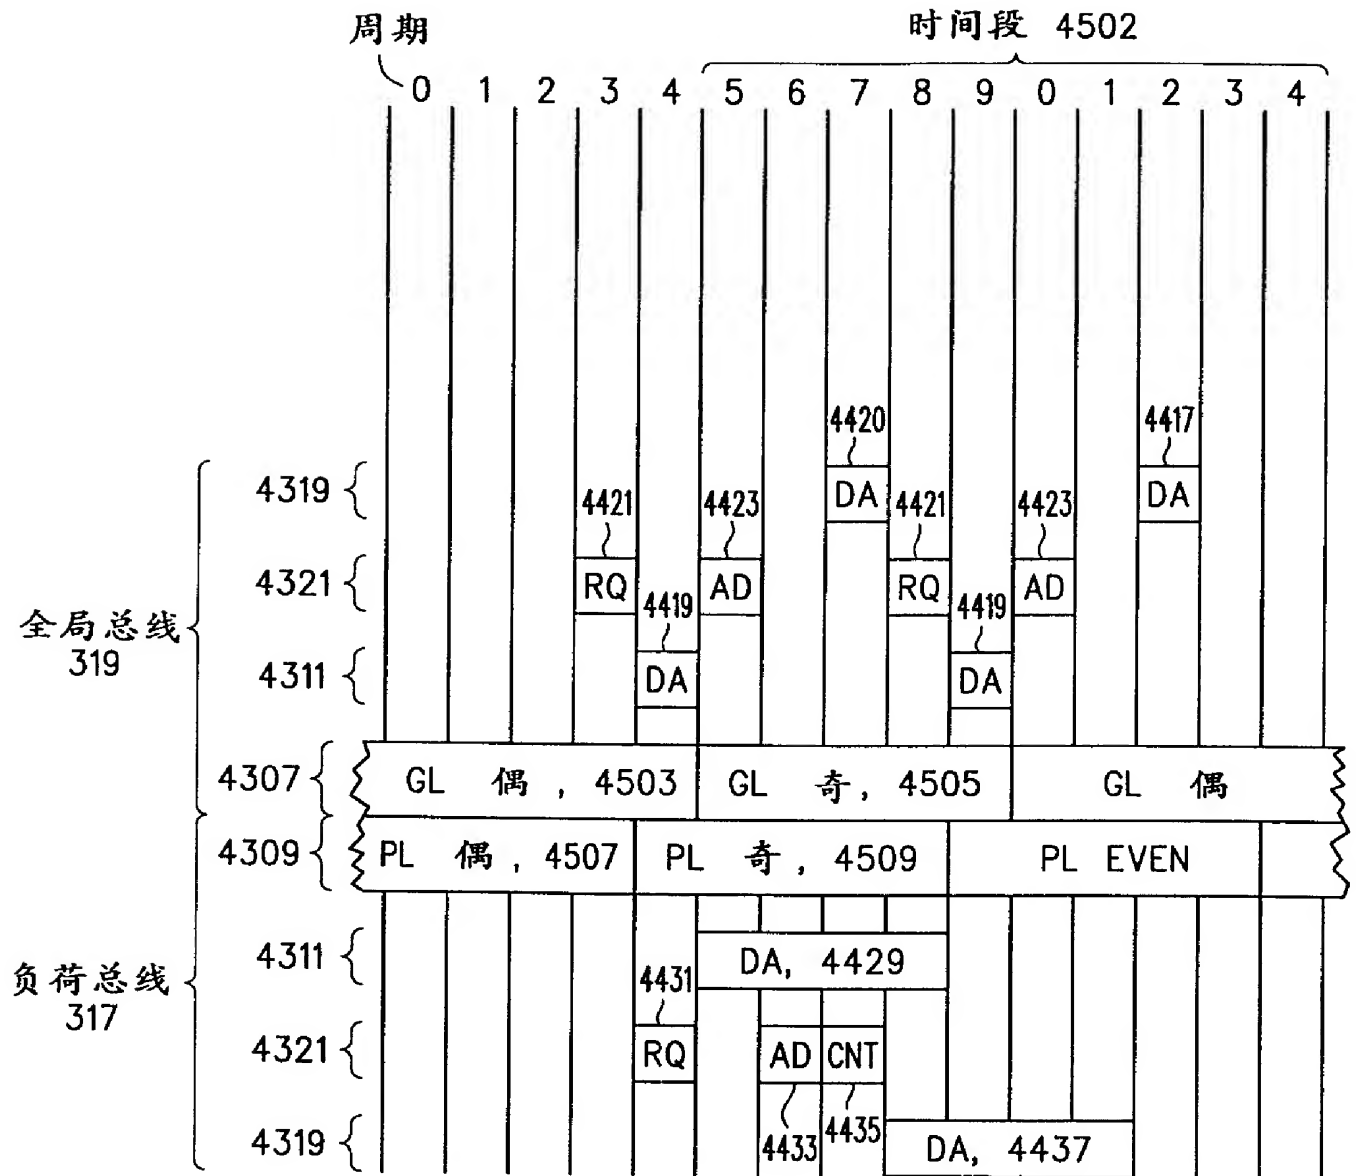 周期
时间段 4502
0 1 2 3 4 5 6 7 8 9 0 1 2 3 4
4420 4417
4319 DA DA
4421 4423 4421 4423
4321 RQ AD RQ AD
4419 4419
全局总线
319
4311 DA DA
4307 GL 偶, 4503 GL 奇, 4505 GL 偶
4309 PL 偶, 4507 PL 奇, 4509 PL EVEN
4311 DA, 4429
负荷总线
317
4431
4321 RQ AD CNT
4433 4435
4319 DA, 4437